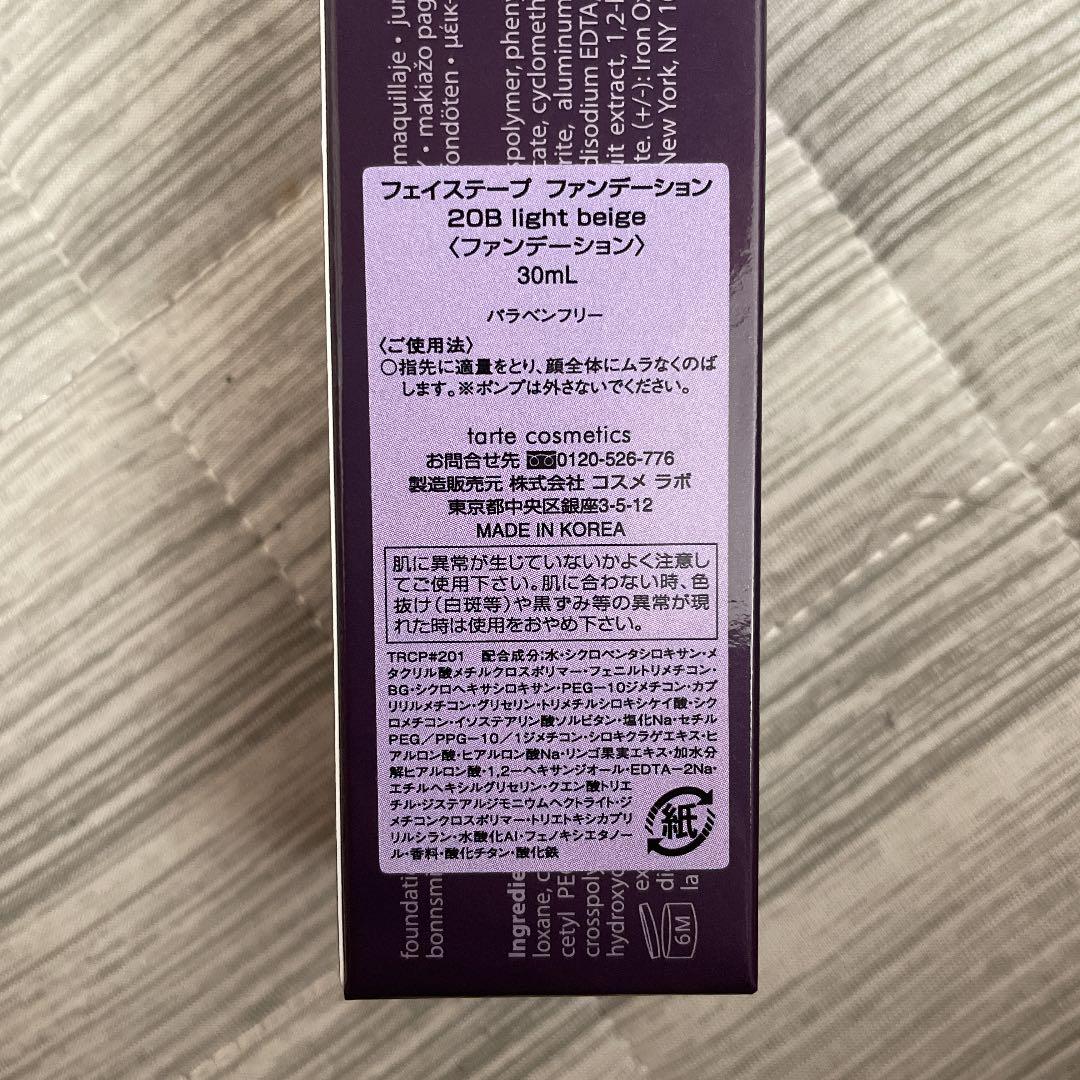 フェイステープ ファンデーション
20B light beige
〈ファンデーション〉
30mL
パラベンフリー
〈ご使用法〉
○指先に適量をとり、顔全体にムラなくのば
します。※ポンプは外さないでください。
tarte cosmetics
お問合せ先 0120-526-776
製造販売元 株式会社 コスメ ラボ
東京都中央区銀座3-5-12
MADE IN KOREA
肌に異常が生じていないかよく注意し
てご使用下さい。肌に合わない時、色
抜け(白斑等)や黒ずみ等の異常が現
れた時は使用をおやめ下さい。
TRCP#201 配合成分:水・シクロペンタシロキサン・メ
タクリル酸メチルクロスポリマー・フェニルトリメチコン・
BG・シクロヘキサシロキサン・PEG-10ジメチコン・カプ
リリルメチコン・グリセリン・トリメチルシロキシケイ酸・シク
ロメチコン・イソステアリン酸ソルビタン・塩化Na・セチル
PEG/PPG-10/1ジメチコン・シロキクラゲエキス・ヒ
アルロン酸・ヒアルロン酸Na・リンゴ果実エキス・加水分
解ヒアルロン酸・1,2-ヘキサンジオール・EDTA-2Na・
エチルヘキシルグリセリン・クエン酸トリエ
チル・ジステアルジモニウムヘクトライト・ジ
メチコンクロスポリマー・トリエトキシカプリ
リルシラン・水酸化Al・フェノキシエタノー
ル・香料・酸化チタン・酸化鉄
紙
maquillaje • jur
makiažo pag
fondöten • μέικ-
foundati
bonnsmi
spolymer, pheny
cate, cyclometh
rite, aluminum
disodium EDTA,
uit extract, 1,2-h
te. (+/-): Iron Ox
New York, NY 10
Ingredie
loxane, c
cetyl PE
crosspoly
hydroxyc
ex
di
la
6M